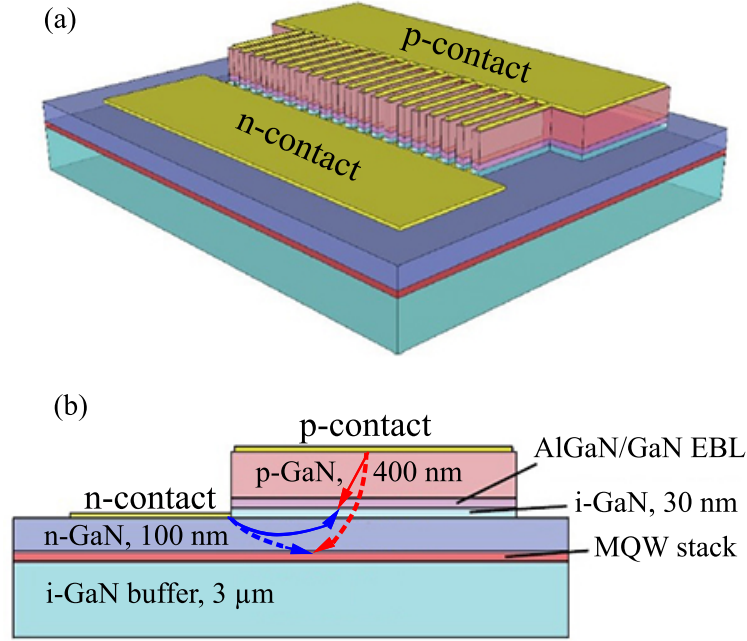 (a)
p-contact
n-contact
(b)
p-contact
AlGaN/GaN EBL
p-GaN, 400 nm
n-contact
i-GaN, 30 nm
n-GaN, 100 nm
MQW stack
i-GaN buffer, 3 µm